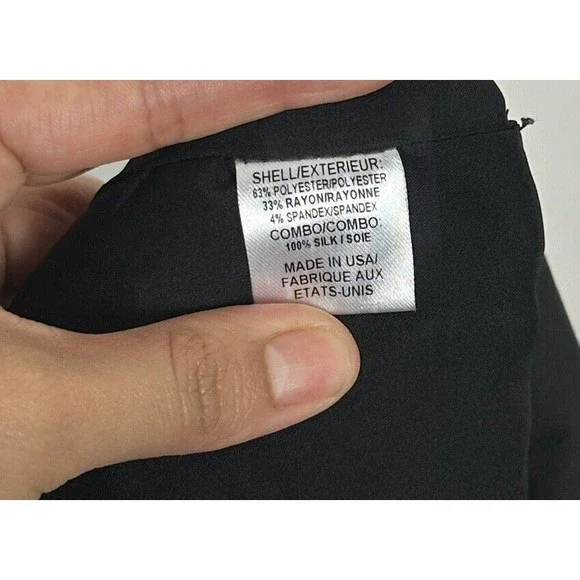 SHELL/EXTERIEUR:
63% POLYESTER/POLYESTER
33% RAYON/RAYONNE
4% SPANDEX/SPANDEX
COMBO/COMBO:
100% SILK / SOIE
MADE IN USA/
FABRIQUE AUX
ETATS-UNIS